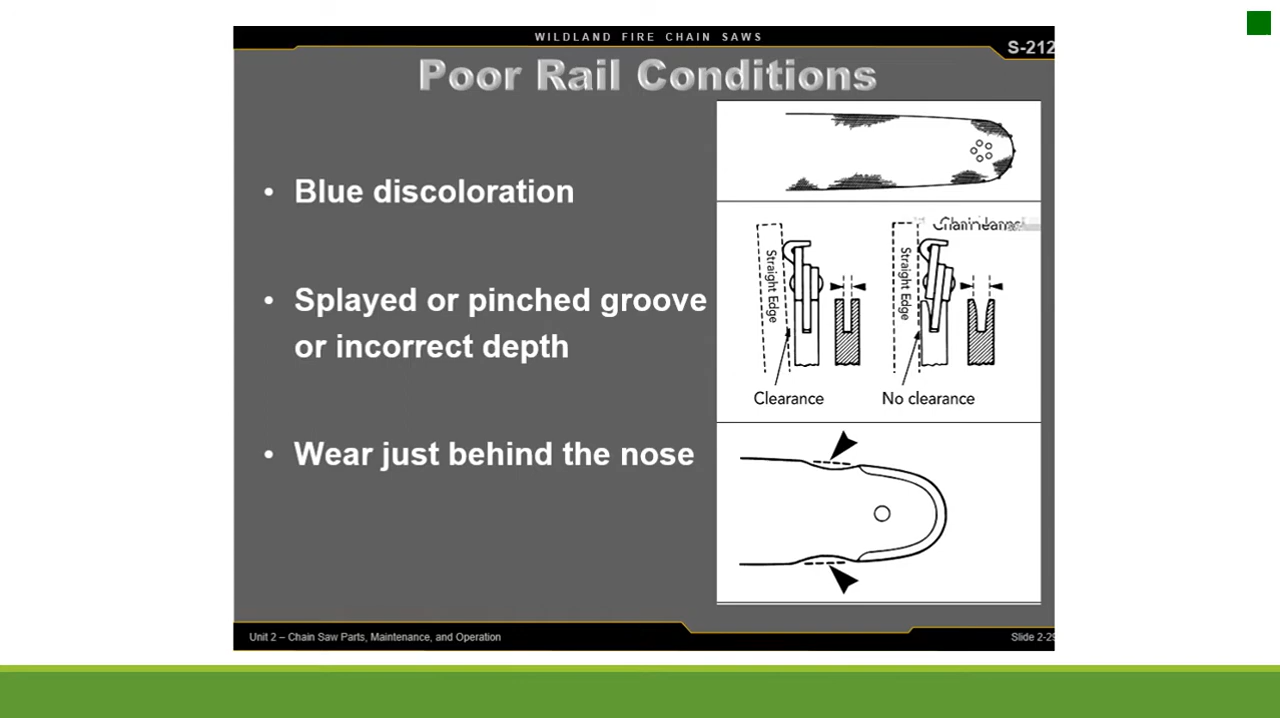 WILDLAND FIRE CHAIN SAWS
S-212
Poor Rail Conditions
• Blue discoloration
• Splayed or pinched groove
or incorrect depth
• Wear just behind the nose
Straight Edge
Straight Edge
Clearance
No clearance
Unit 2 – Chain Saw Parts, Maintenance, and Operation
Slide 2-29